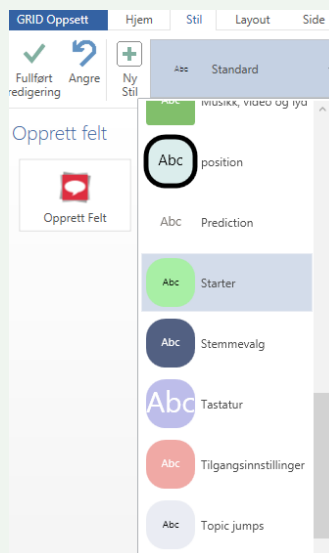 GRID Oppsett Hjem Stil Layout Side
Fullført redigering
Angre
Ny Stil
Abc Standard
Abc Musikk, video og lyd
Opprett felt
Opprett Felt
Abc position
Abc Prediction
Abc Starter
Abc Stemmevalg
Abc Tastatur
Abc Tilgangsinnstillinger
Abc Topic jumps